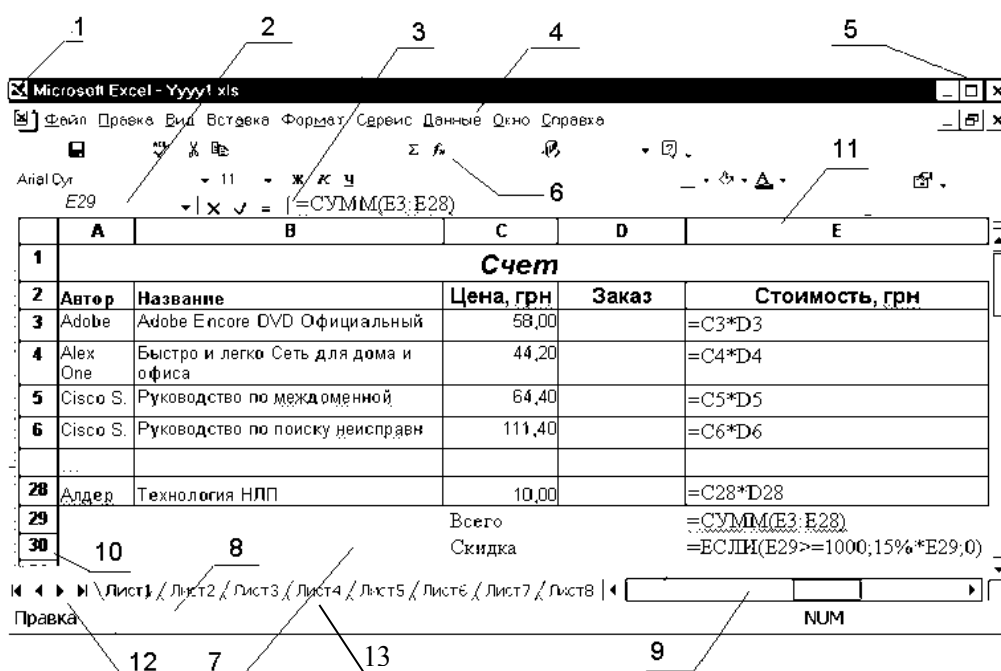 1 2 3 4 5
Microsoft Excel - Yyyy1.xls
Файл Правка Вид Вставка Формат Сервис Данные Окно Справка
Σ fx
Arial Cyr 11 Ж К Ч А
6 11
E29 × ✓ = =СУММ(E3:E28)
A B C D E
1 Счет
2 Автор Название Цена, грн Заказ Стоимость, грн
3 Adobe Adobe Encore DVD Официальный 58,00 =C3*D3
4 Alex One Быстро и легко Сеть для дома и офиса 44,20 =C4*D4
5 Cisco S. Руководство по междоменной 64,40 =C5*D5
6 Cisco S. Руководство по поиску неисправн 111,40 =C6*D6
...
28 Алдер Технология НЛП 10,00 =C28*D28
29 Всего =СУММ(E3:E28)
30 Скидка =ЕСЛИ(E29>=1000;15%*E29;0)
10 8
Лист1 Лист2 Лист3 Лист4 Лист5 Лист6 Лист7 Лист8
Правка NUM
12 7 13 9